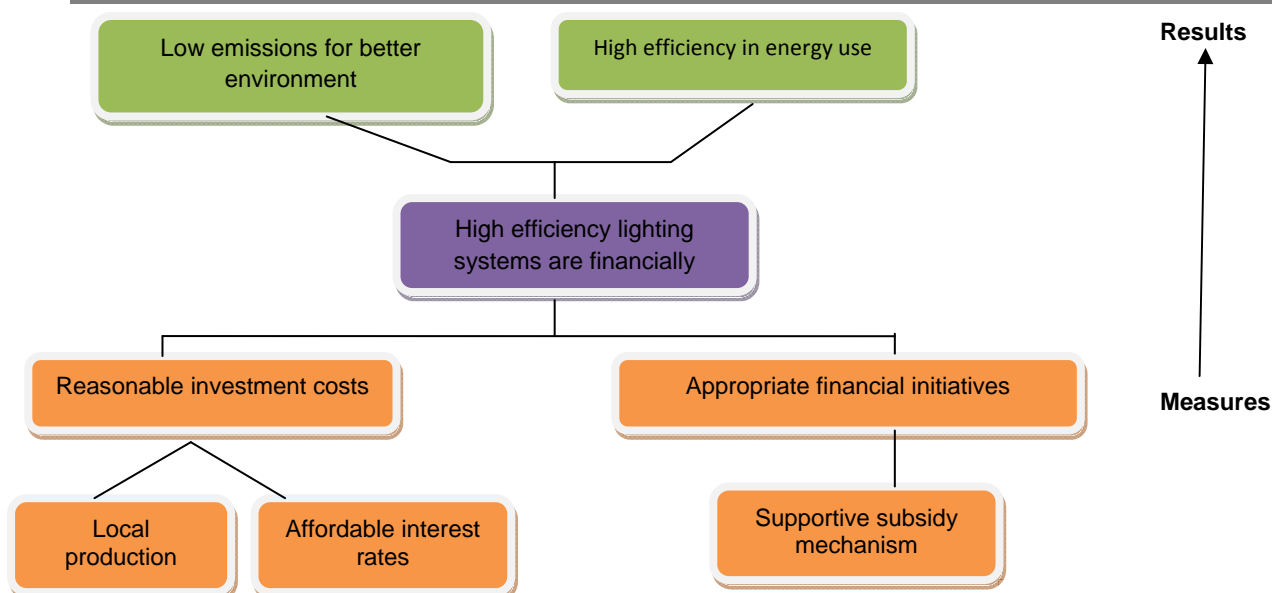 Low emissions for better
environment
High efficiency in energy use
Results
High efficiency lighting
systems are financially
Reasonable investment costs
Appropriate financial initiatives
Measures
Local
production
Affordable interest
rates
Supportive subsidy
mechanism